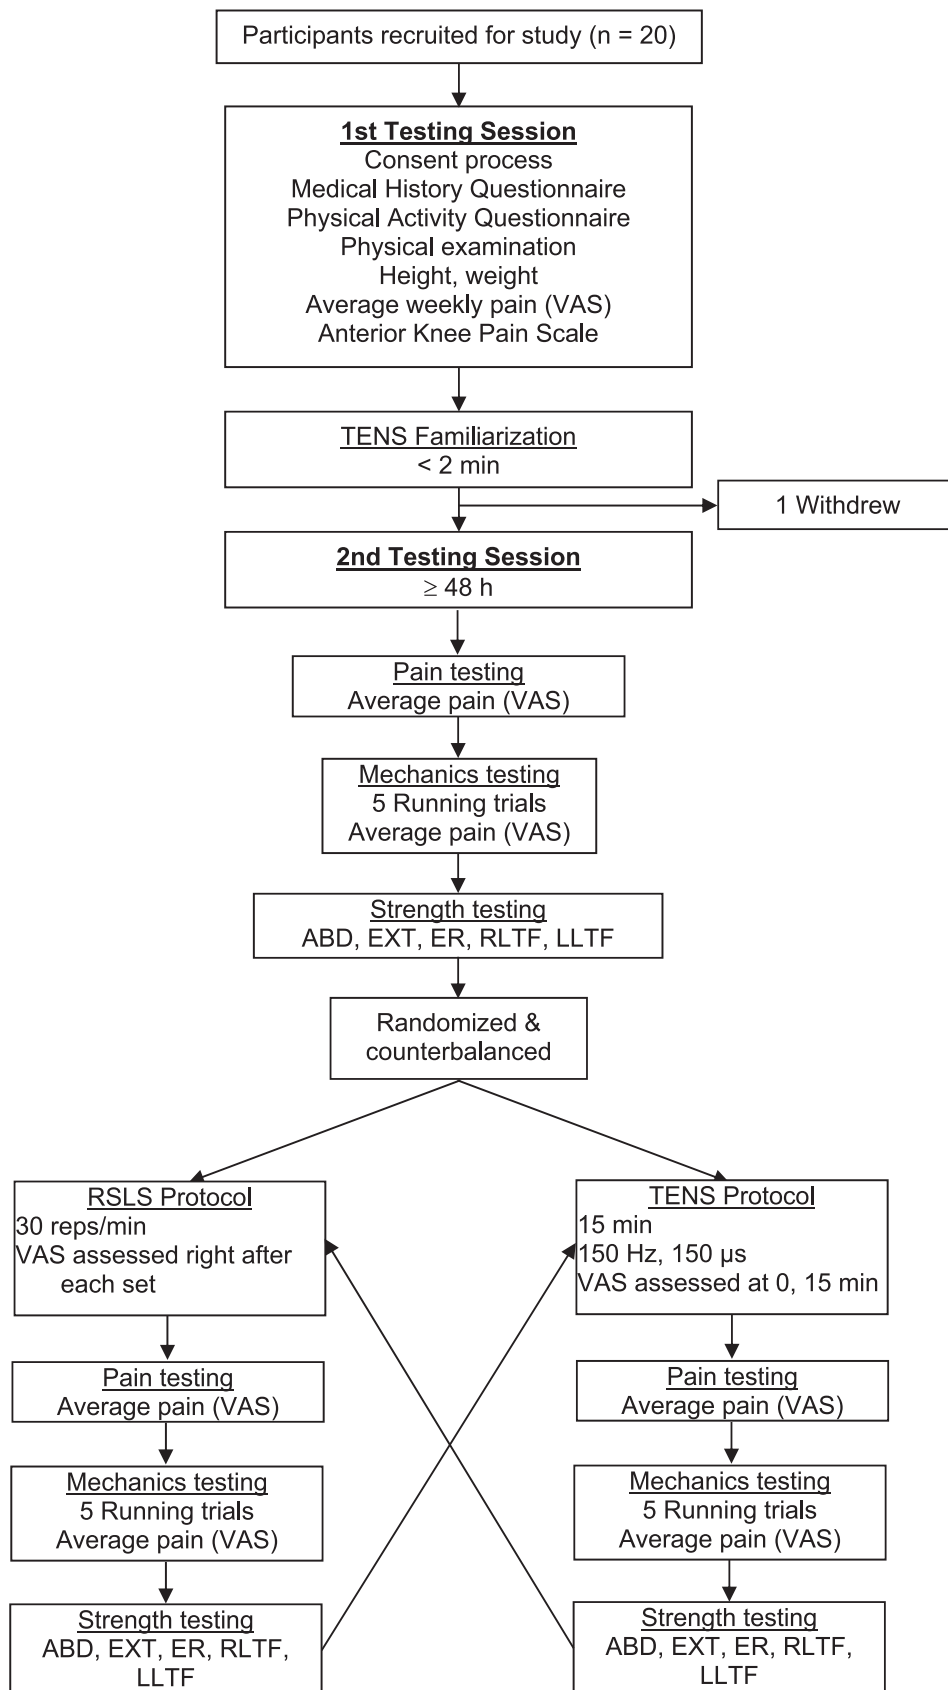 Participants recruited for study (n = 20)
1st Testing Session
Consent process
Medical History Questionnaire
Physical Activity Questionnaire
Physical examination
Height, weight
Average weekly pain (VAS)
Anterior Knee Pain Scale
TENS Familiarization
< 2 min
1 Withdrew
2nd Testing Session
≥ 48 h
Pain testing
Average pain (VAS)
Mechanics testing
5 Running trials
Average pain (VAS)
Strength testing
ABD, EXT, ER, RLTF, LLTF
Randomized &
counterbalanced
RSLS Protocol
30 reps/min
VAS assessed right after
each set
Pain testing
Average pain (VAS)
Mechanics testing
5 Running trials
Average pain (VAS)
Strength testing
ABD, EXT, ER, RLTF,
LLTF
TENS Protocol
15 min
150 Hz, 150 µs
VAS assessed at 0, 15 min
Pain testing
Average pain (VAS)
Mechanics testing
5 Running trials
Average pain (VAS)
Strength testing
ABD, EXT, ER, RLTF,
LLTF